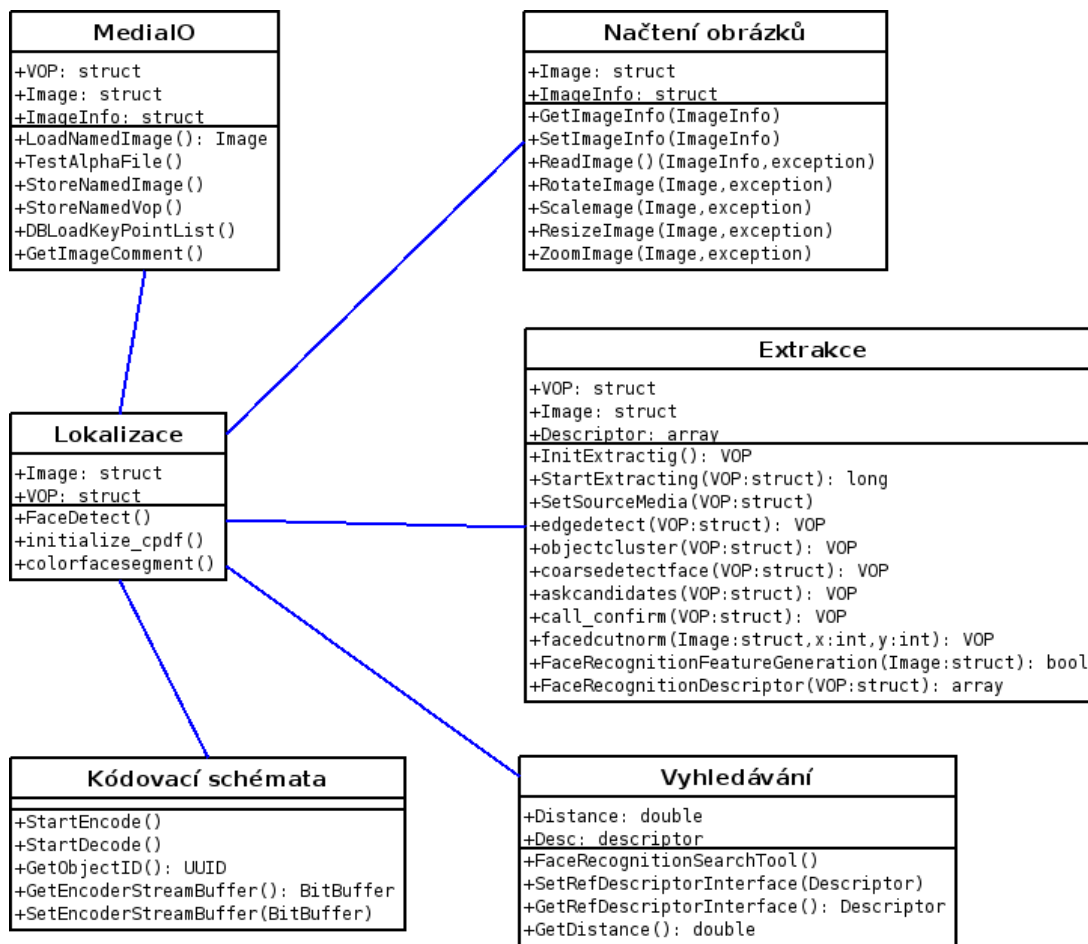 MediaIO
+VOP: struct
+Image: struct
+ImageInfo: struct
+LoadNamedImage(): Image
+TestAlphaFile()
+StoreNamedImage()
+StoreNamedVop()
+DBLoadKeyPointList()
+GetImageComment()
Načtení obrázků
+Image: struct
+ImageInfo: struct
+GetImageInfo(ImageInfo)
+SetImageInfo(ImageInfo)
+ReadImage()(ImageInfo,exception)
+RotateImage(Image,exception)
+Scalemage(Image,exception)
+ResizeImage(Image,exception)
+ZoomImage(Image,exception)
Lokalizace
+Image: struct
+VOP: struct
+FaceDetect()
+initialize_cpdf()
+colorfacesegment()
Extrakce
+VOP: struct
+Image: struct
+Descriptor: array
+InitExtractig(): VOP
+StartExtracting(VOP:struct): long
+SetSourceMedia(VOP:struct)
+edgedetect(VOP:struct): VOP
+objectcluster(VOP:struct): VOP
+coarsedetectface(VOP:struct): VOP
+askcandidates(VOP:struct): VOP
+call_confirm(VOP:struct): VOP
+facedcutnorm(Image:struct,x:int,y:int): VOP
+FaceRecognitionFeatureGeneration(Image:struct): bool
+FaceRecognitionDescriptor(VOP:struct): array
Kódovací schémata
+StartEncode()
+StartDecode()
+GetObjectID(): UUID
+GetEncoderStreamBuffer(): BitBuffer
+SetEncoderStreamBuffer(BitBuffer)
Vyhledávání
+Distance: double
+Desc: descriptor
+FaceRecognitionSearchTool()
+SetRefDescriptorInterface(Descriptor)
+GetRefDescriptorInterface(): Descriptor
+GetDistance(): double